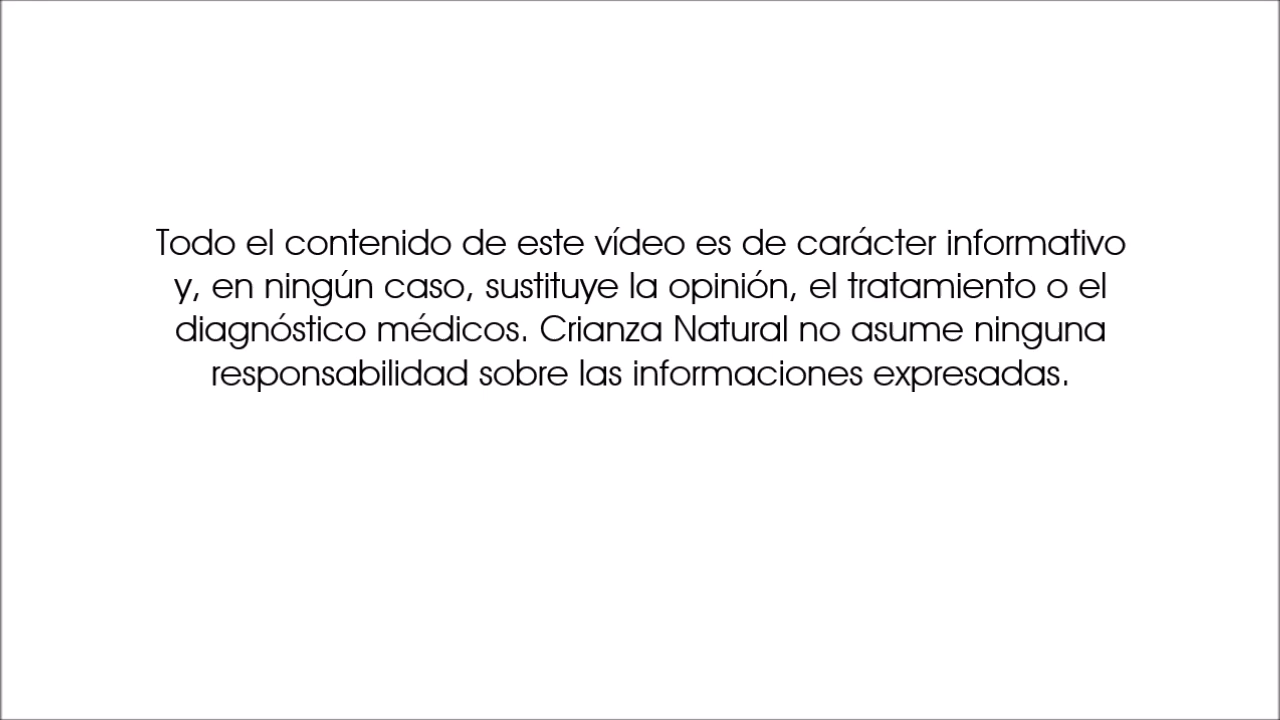 Todo el contenido de este vídeo es de carácter informativo
y, en ningún caso, sustituye la opinión, el tratamiento o el
diagnóstico médicos. Crianza Natural no asume ninguna
responsabilidad sobre las informaciones expresadas.